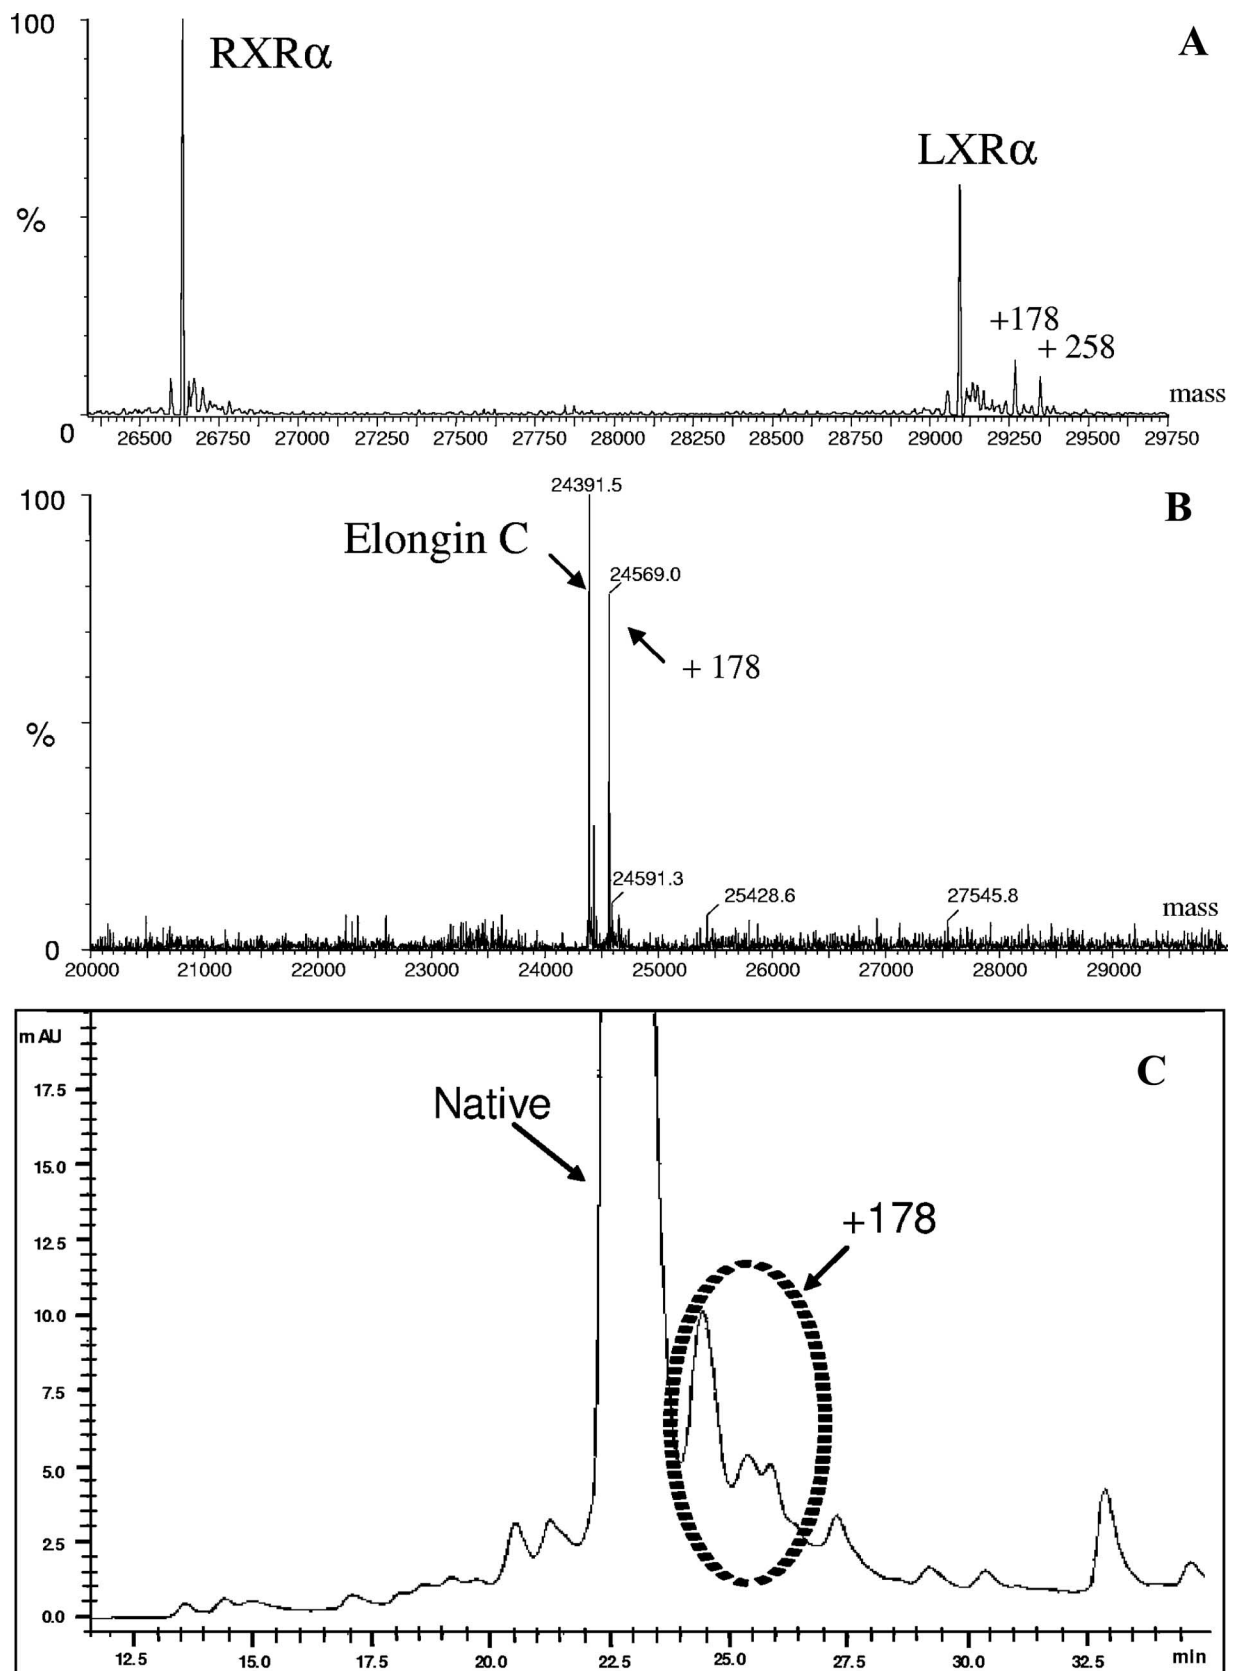 100
A
RXRα
LXRα
%
+178
+ 258
mass
0
26500 26750 27000 27250 27500 27750 28000 28250 28500 28750 29000 29250 29500 29750
100
24391.5
B
Elongin C
24569.0
+ 178
%
24591.3
25428.6
27545.8
mass
0
20000 21000 22000 23000 24000 25000 26000 27000 28000 29000
mAU
C
17.5
Native
15.0
+178
12.5
10.0
7.5
5.0
2.5
0.0
12.5 15.0 17.5 20.0 22.5 25.0 27.5 30.0 32.5 min